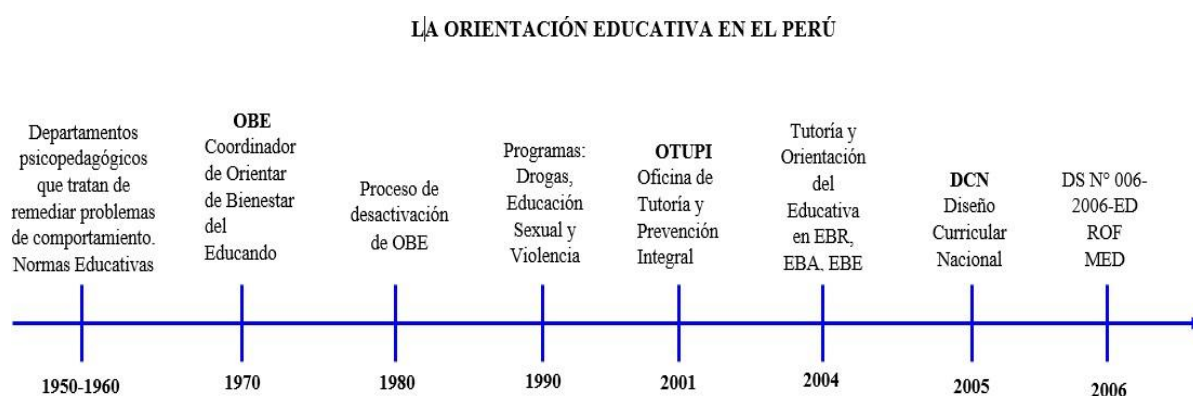 LA ORIENTACIÓN EDUCATIVA EN EL PERÚ
Departamentos
psicopedagógicos
que tratan de
remediar problemas
de comportamiento.
Normas Educativas
OBE
Coordinador
de Orientar
de Bienestar
del
Educando
Proceso de
desactivación
de OBE
Programas:
Drogas,
Educación
Sexual y
Violencia
OTUPI
Oficina de
Tutoría y
Prevención
Integral
Tutoría y
Orientación
del
Educativa
en EBR,
EBA, EBE
DCN
Diseño
Curricular
Nacional
DS N° 006-
2006-ED
ROF
MED
1950-1960
1970
1980
1990
2001
2004
2005
2006